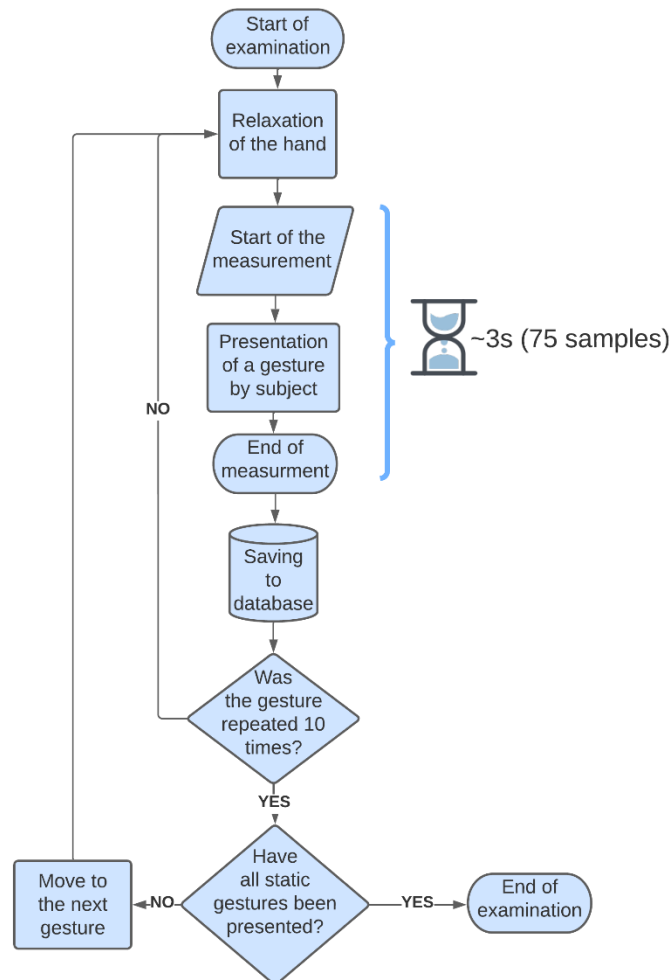 Start of
examination
Relaxation
of the hand
Start of the
measurement
~3s (75 samples)
Presentation
of a gesture
by subject
NO
End of
measurment
Saving
to
database
Was
the gesture
repeated 10
times?
YES
Have
all static
gestures been
presented?
NO
Move to
the next
gesture
YES
End of
examination